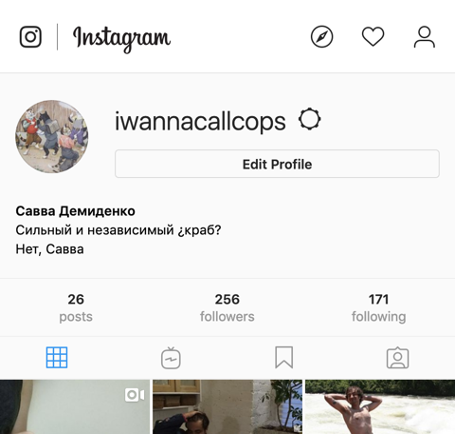 Instagram
iwannacallcops
Edit Profile
Савва Демиденко
Сильный и независимый ¿краб?
Нет, Савва
26 256 171
posts followers following